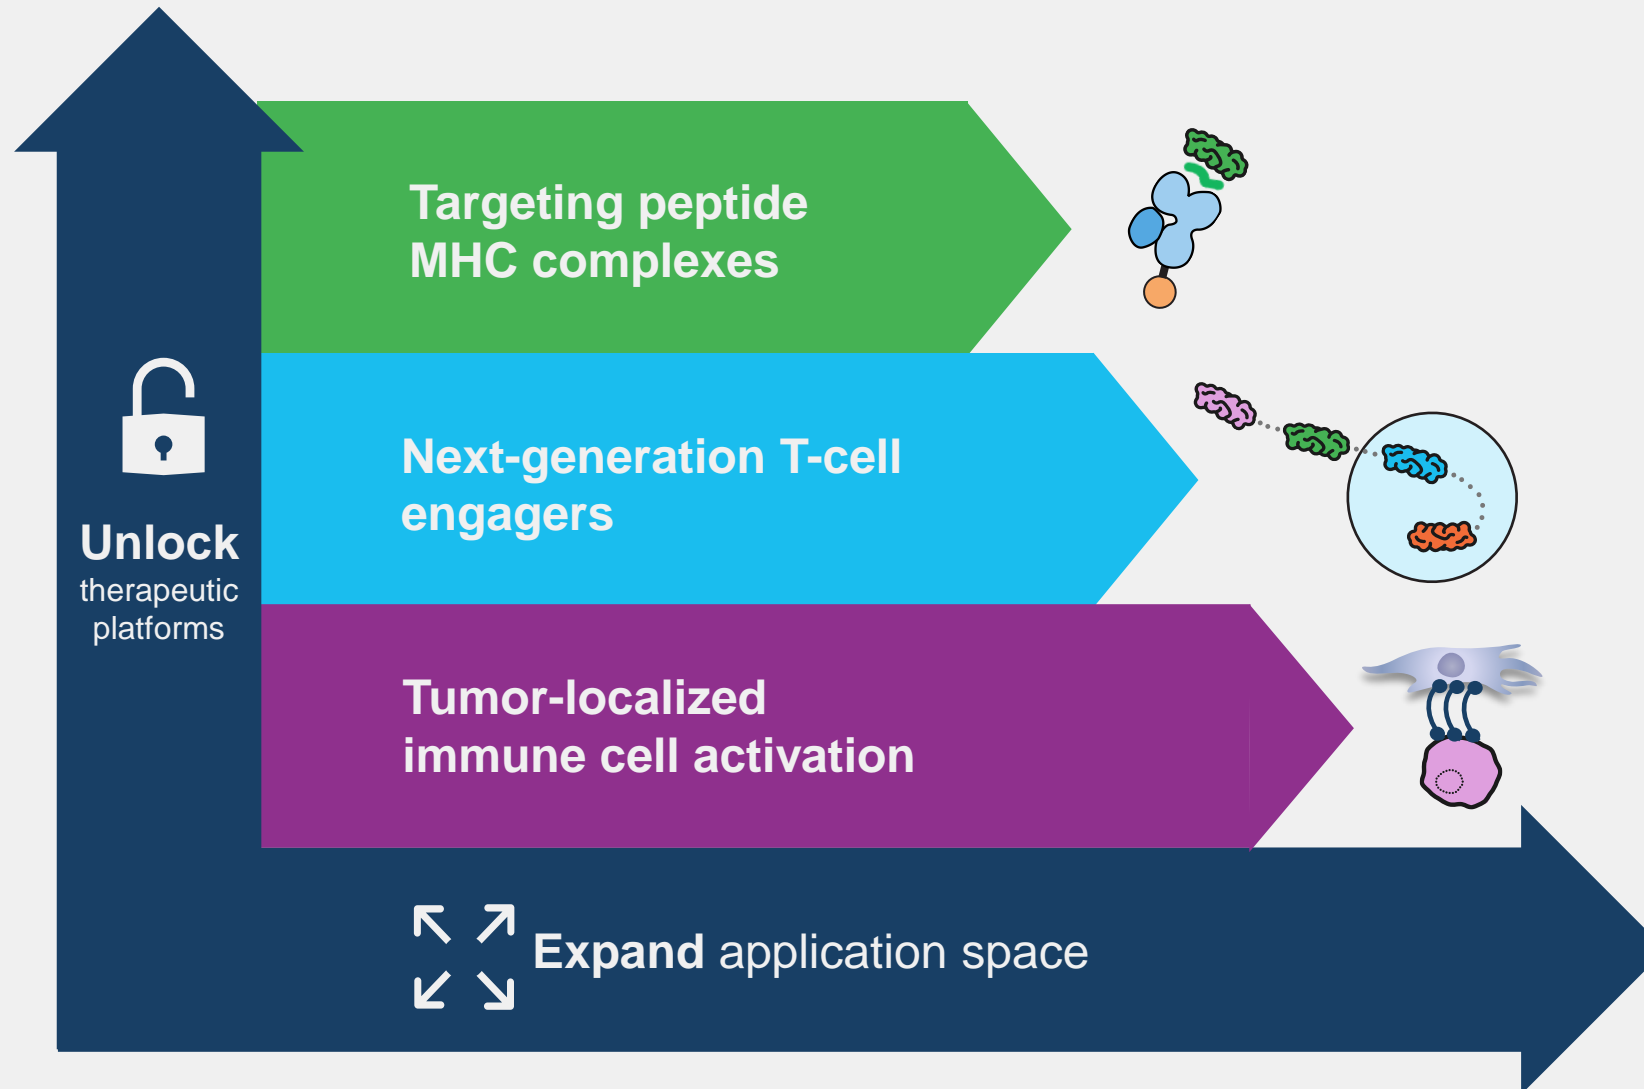 Targeting peptide
MHC complexes
Next-generation T-cell
engagers
Unlock
therapeutic
platforms
Tumor-localized
immune cell activation
Expand application space